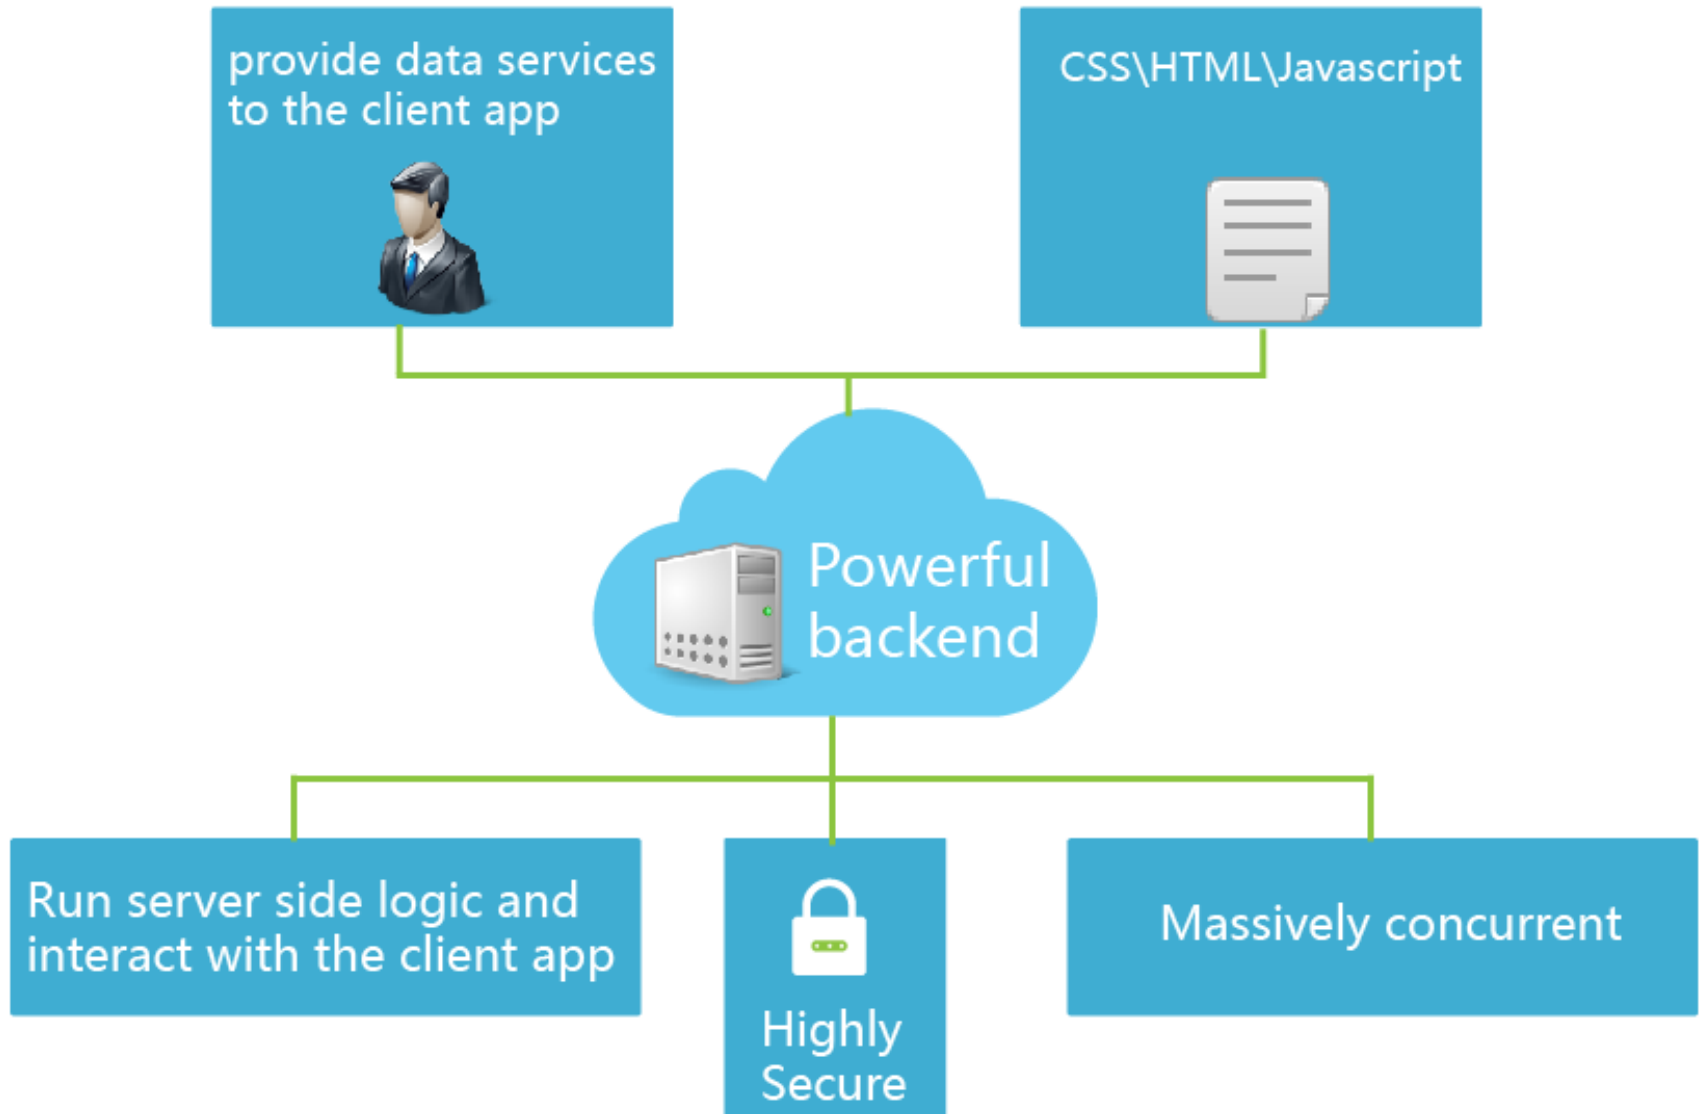 provide data services
to the client app
CSS\HTML\Javascript
Powerful
backend
Run server side logic and
interact with the client app
Highly
Secure
Massively concurrent